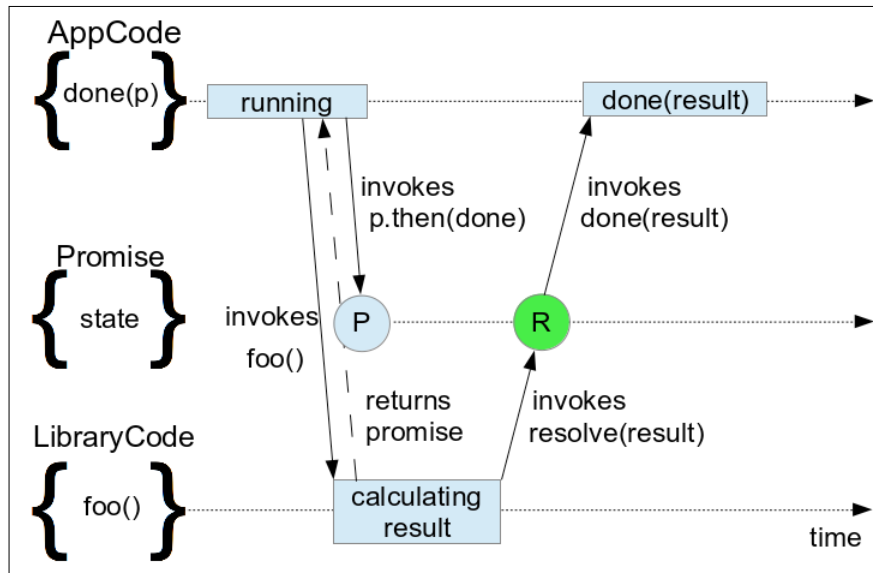 AppCode
done(p)
running
done(result)
invokes
p.then(done)
invokes
done(result)
Promise
state
P
R
invokes
foo()
returns
promise
invokes
resolve(result)
LibraryCode
foo()
calculating
result
time